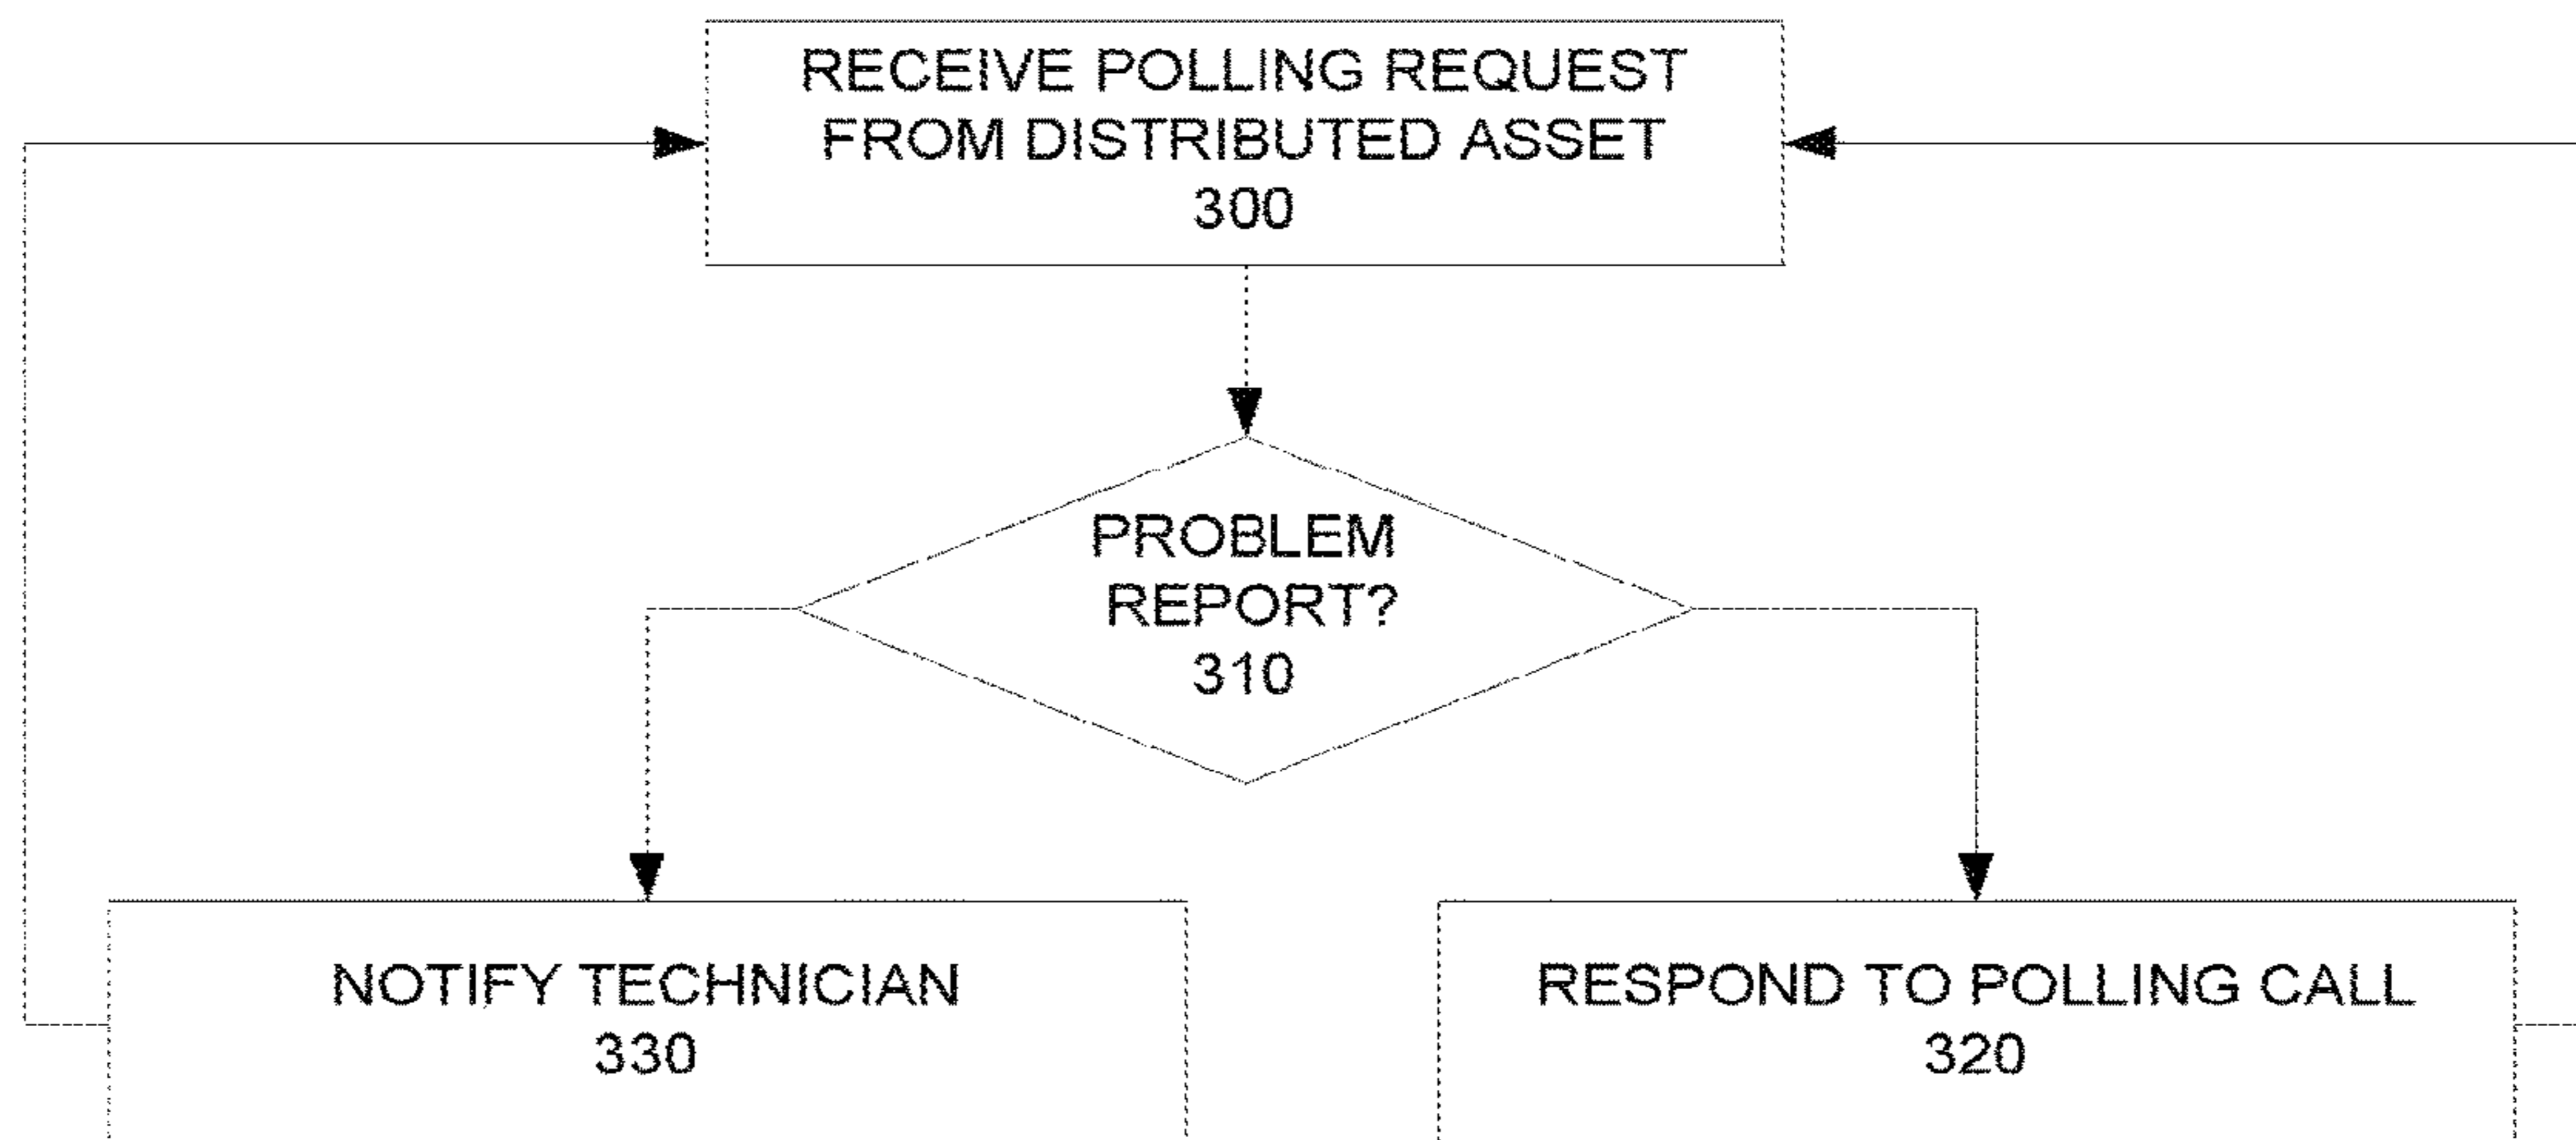 RECEIVE POLLING REQUEST
FROM DISTRIBUTED ASSET
300
PROBLEM
REPORT?
310
NOTIFY TECHNICIAN
330
RESPOND TO POLLING CALL
320